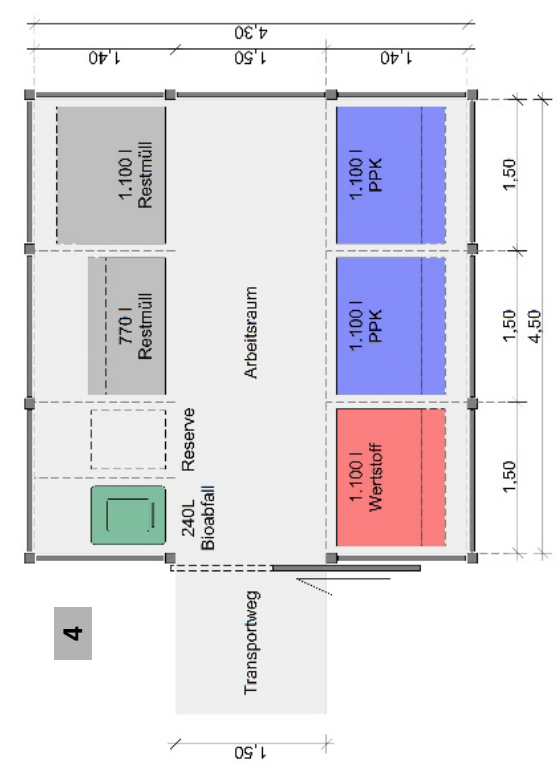 4
770 l
Restmüll
1.100 l
Restmüll
1,40
240L
Bioabfall
Reserve
1,50
Transportweg
Arbeitsraum
1,50
4,30
1.100 l
Wertstoff
1.100 l
PPK
1.100 l
PPK
1,40
1,50
1,50
1,50
4,50